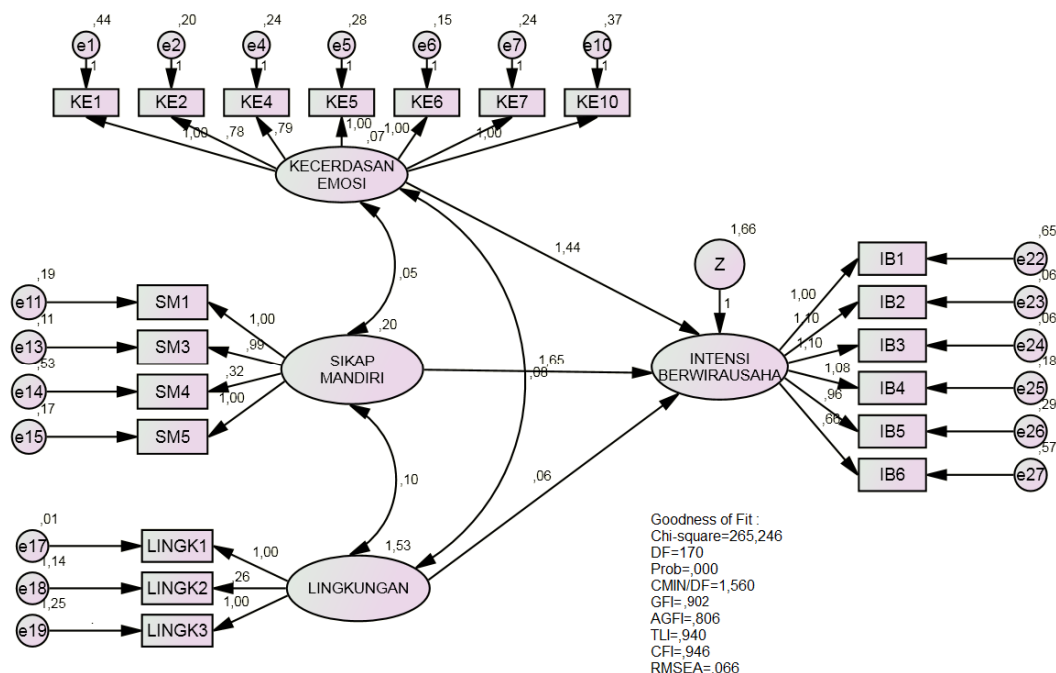 ,44 ,20 ,24 ,28 ,15 ,24 ,37
e1 e2 e4 e5 e6 e7 e10
1 1 1 1 1 1 1
KE1 KE2 KE4 KE5 KE6 KE7 KE10
1,00 ,78 ,79 1,00 ,07 1,00 1,00
KECERDASAN
EMOSI
1,44
,05
1,66
Z
1
,19
e11 SM1
1,00
,11
e13 SM3
,99
,53
e14 SM4
,32
,17
e15 SM5
1,00
,20
SIKAP
MANDIRI
1,65
,08
INTENSI
BERWIRAUSAHA
,65
IB1 e22
1,00
,06
IB2 e23
1,10
,06
IB3 e24
1,10
,18
IB4 e25
1,08
,29
IB5 e26
,96
,57
IB6 e27
,66
,10
,06
,01
e17 LINGK1
1,00
1,14
e18 LINGK2
,26
1,25
e19 LINGK3
1,00
1,53
LINGKUNGAN
Goodness of Fit :
Chi-square=265,246
DF=170
Prob=,000
CMIN/DF=1,560
GFI=,902
AGFI=,806
TLI=,940
CFI=,946
RMSEA=,066